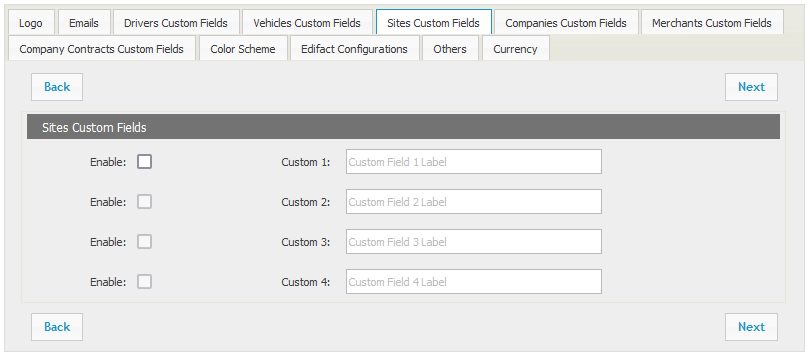 Logo Emails Drivers Custom Fields Vehicles Custom Fields Sites Custom Fields Companies Custom Fields Merchants Custom Fields
Company Contracts Custom Fields Color Scheme Edifact Configurations Others Currency
Back Next
Sites Custom Fields
Enable: Custom 1: Custom Field 1 Label
Enable: Custom 2: Custom Field 2 Label
Enable: Custom 3: Custom Field 3 Label
Enable: Custom 4: Custom Field 4 Label
Back Next